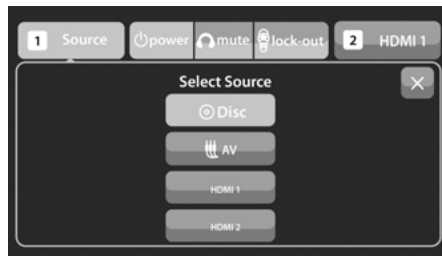 1 Source power mute lock-out 2 HDMI 1
Select Source
Disc
AV
HDMI 1
HDMI 2